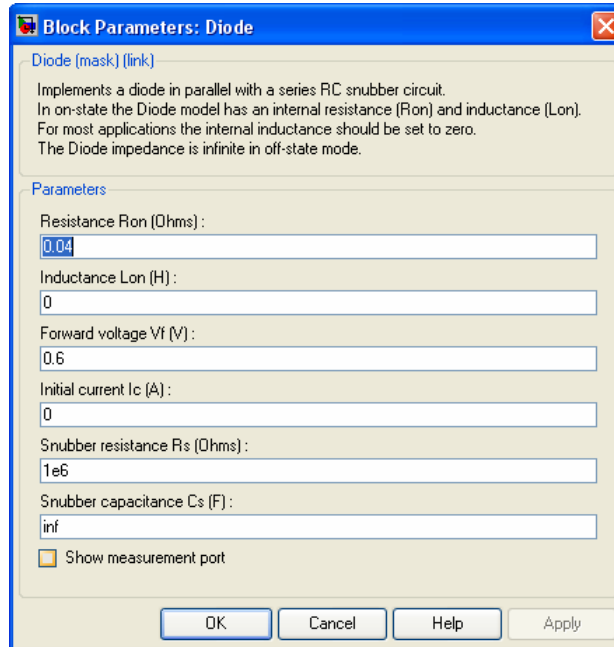 Block Parameters: Diode
Diode (mask) (link)
Implements a diode in parallel with a series RC snubber circuit.
In on-state the Diode model has an internal resistance (Ron) and inductance (Lon).
For most applications the internal inductance should be set to zero.
The Diode impedance is infinite in off-state mode.
Parameters
Resistance Ron (Ohms) :
0.04
Inductance Lon (H) :
0
Forward voltage Vf (V) :
0.6
Initial current Ic (A) :
0
Snubber resistance Rs (Ohms) :
1e6
Snubber capacitance Cs (F) :
inf
Show measurement port
OK Cancel Help Apply